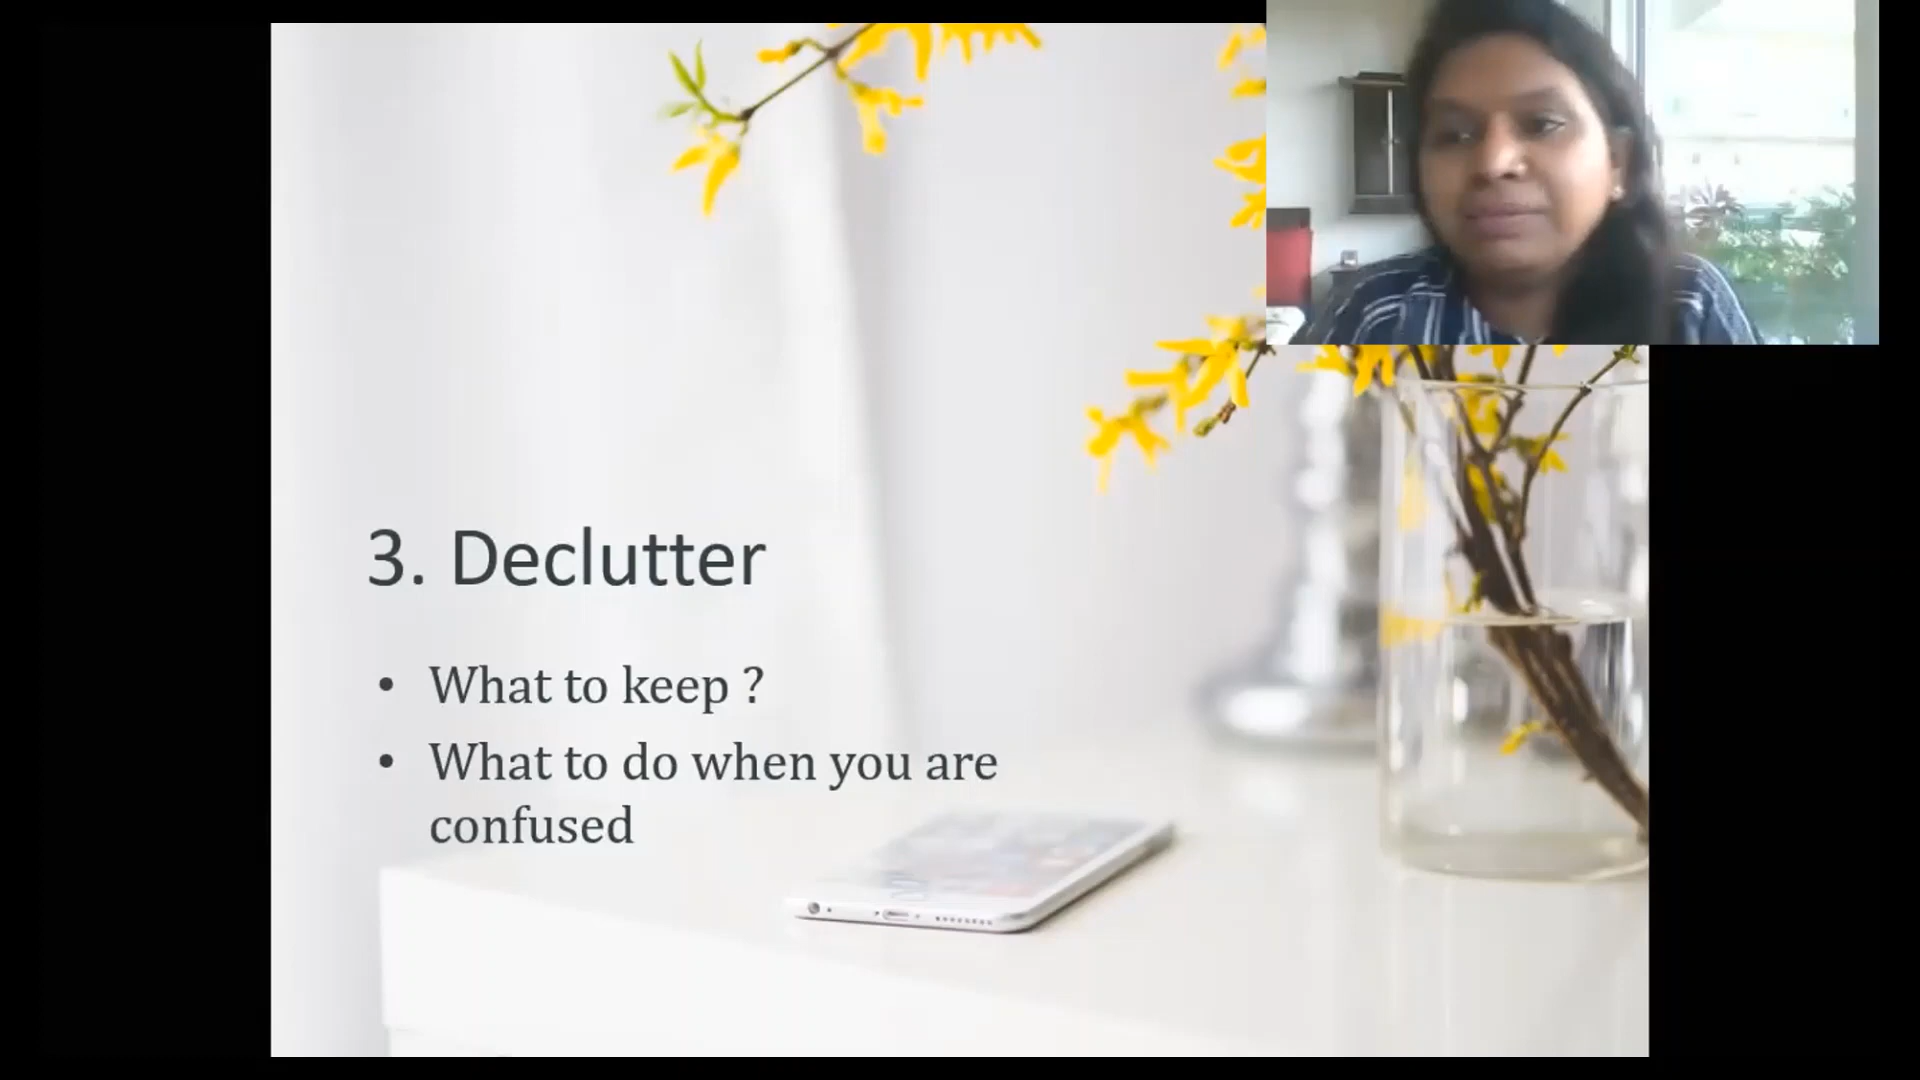 3. Declutter
• What to keep ?
• What to do when you are
confused